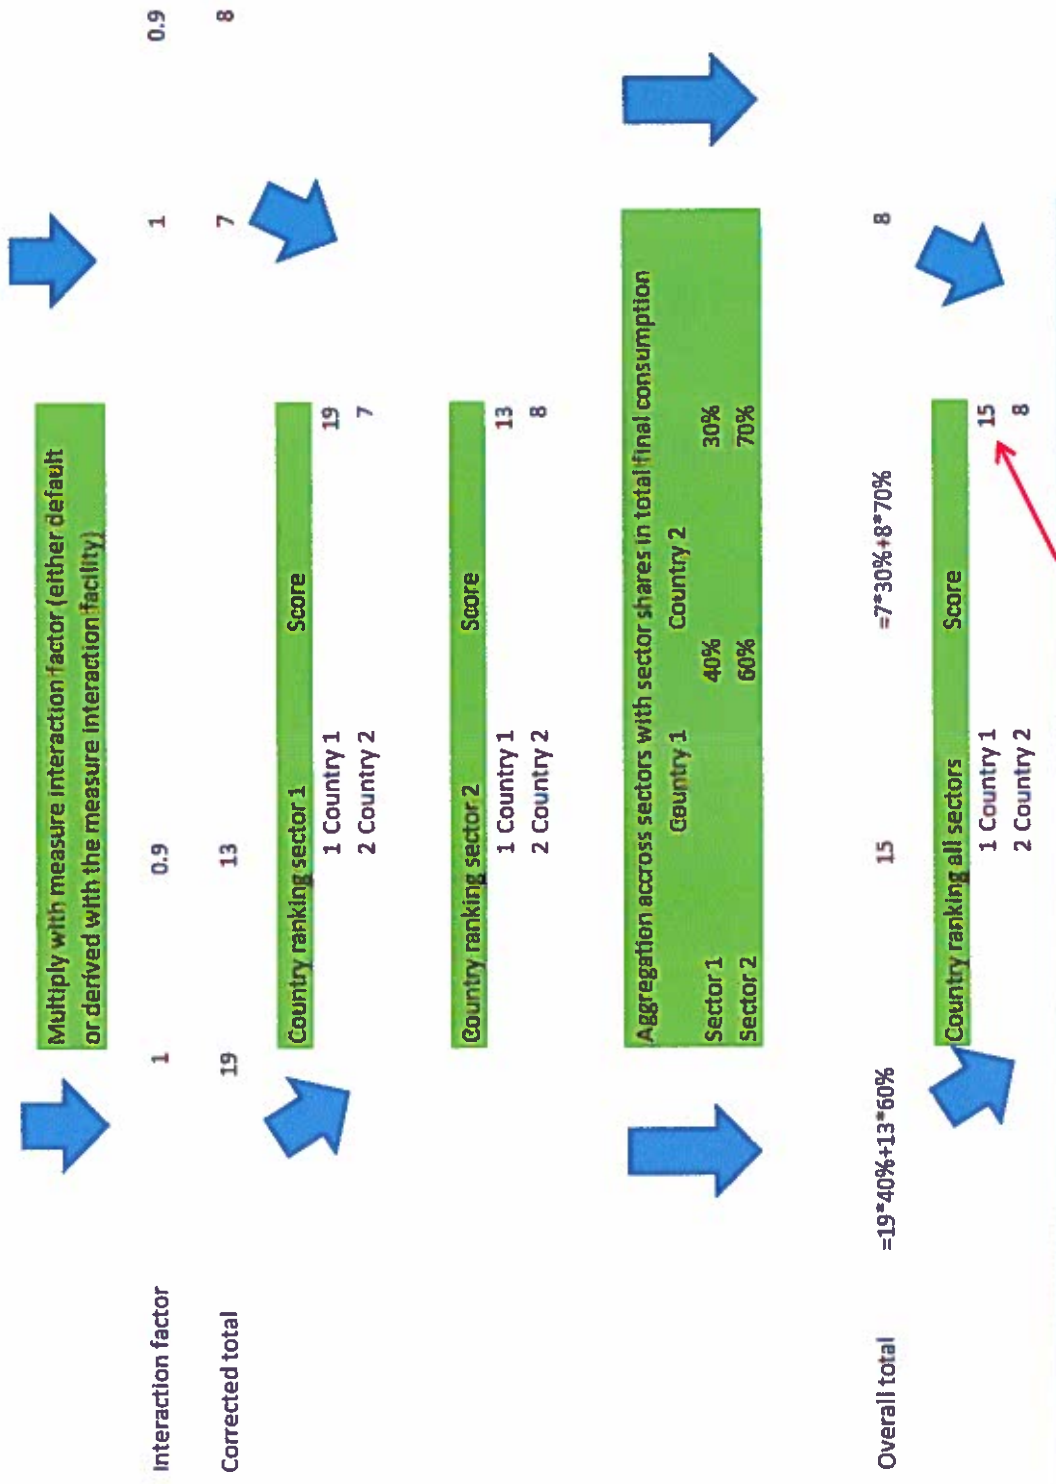 Multiply with measure interaction factor (either default
or derived with the measure interaction facility)
Interaction factor 1 0.9 1 0.9
Corrected total 19 13 7 8
Country ranking sector 1 Score
1 Country 1 19
2 Country 2 7
Country ranking sector 2 Score
1 Country 1 13
2 Country 2 8
Aggregation accross sectors with sector shares in total final consumption
Country 1 Country 2
Sector 1 40% 30%
Sector 2 60% 70%
Overall total =19*40%+13*60% 15 =7*30%+8*70% 8
Country ranking all sectors Score
1 Country 1 15
2 Country 2 8